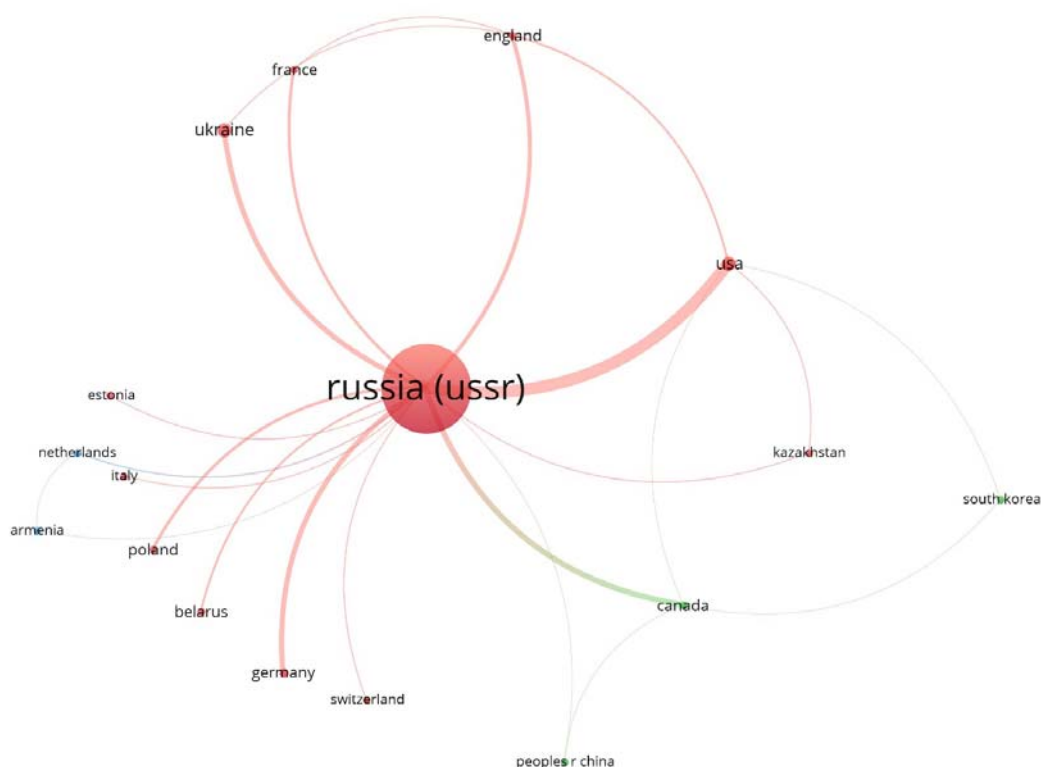 england
france
ukraine
usa
russia (ussr)
estonia
netherlands
kazakhstan
italy
south korea
armenia
poland
canada
belarus
germany
switzerland
peoples r china